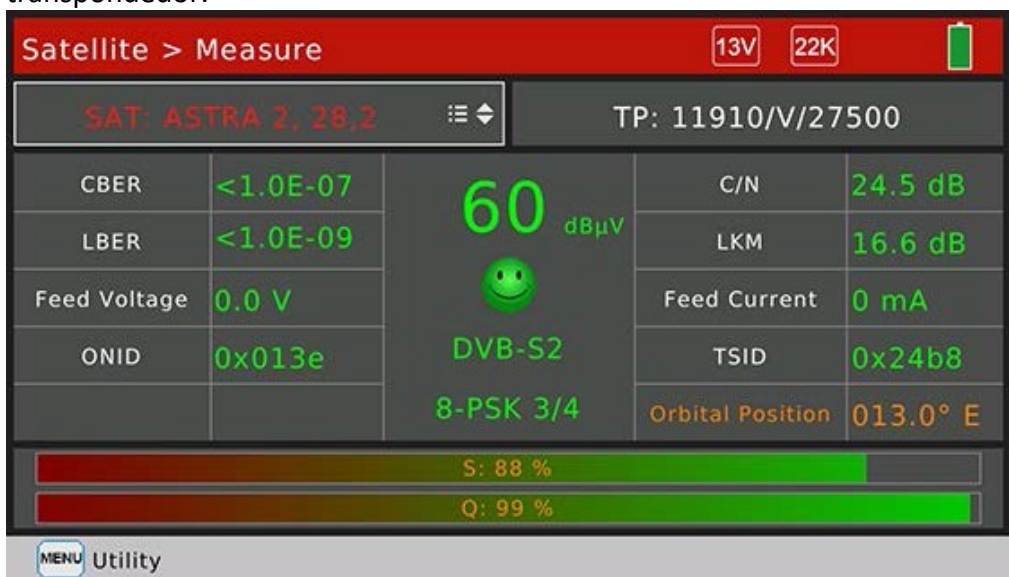 Satellite > Measure 13V 22K
SAT: ASTRA 2, 28,2 TP: 11910/V/27500
CBER <1.0E-07 60 dBμV C/N 24.5 dB
LBER <1.0E-09 LKM 16.6 dB
Feed Voltage 0.0 V Feed Current 0 mA
ONID 0x013e DVB-S2 TSID 0x24b8
8-PSK 3/4 Orbital Position 013.0° E
S: 88 %
Q: 99 %
MENU Utility